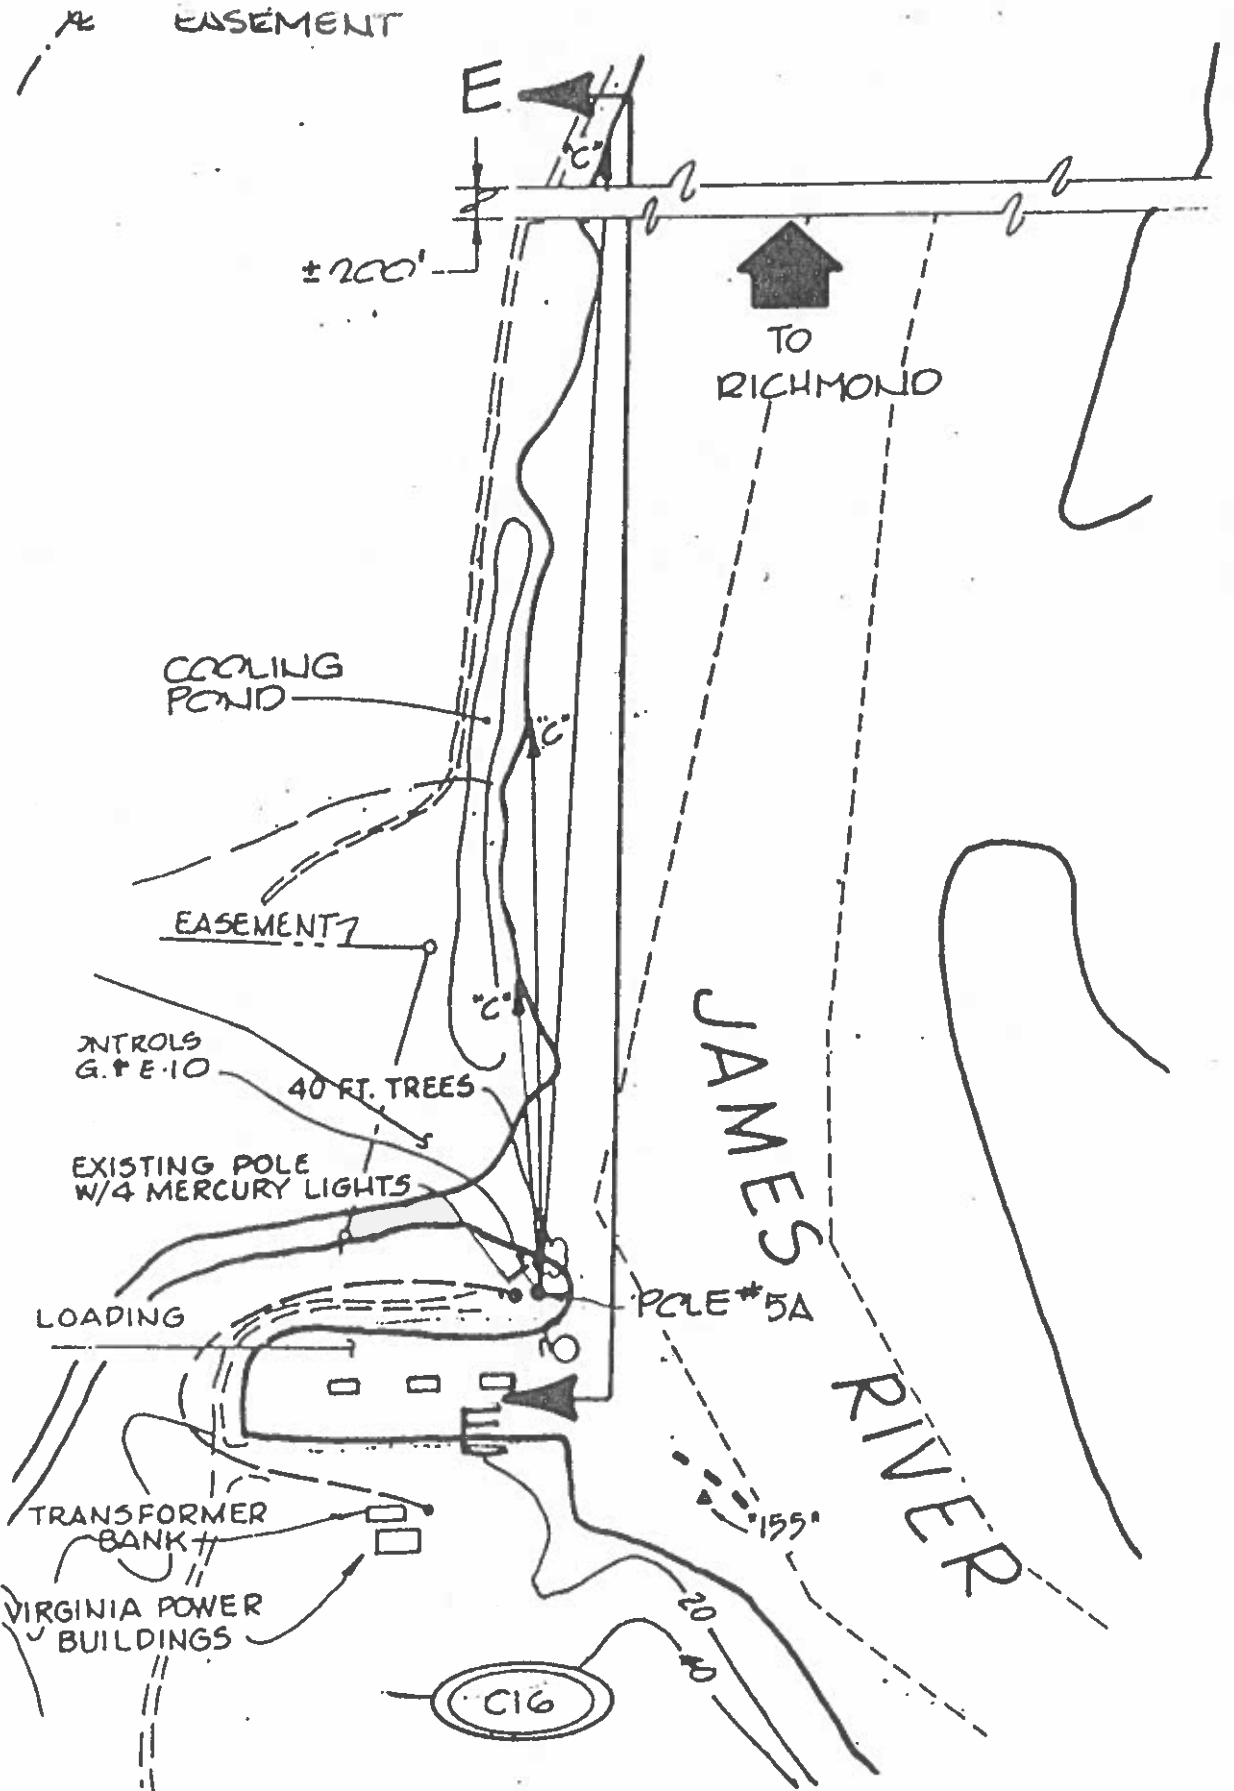 EASEMENT
E
"C"
±200'
TO
RICHMOND
COOLING
POND
"C"
EASEMENT
"C"
ONTROLS
G. & E-10
40 FT. TREES
EXISTING POLE
W/4 MERCURY LIGHTS
JAMES RIVER
LOADING
POLE #5A
E
TRANSFORMER
BANK
"155"
VIRGINIA POWER
BUILDINGS
20
40
C16